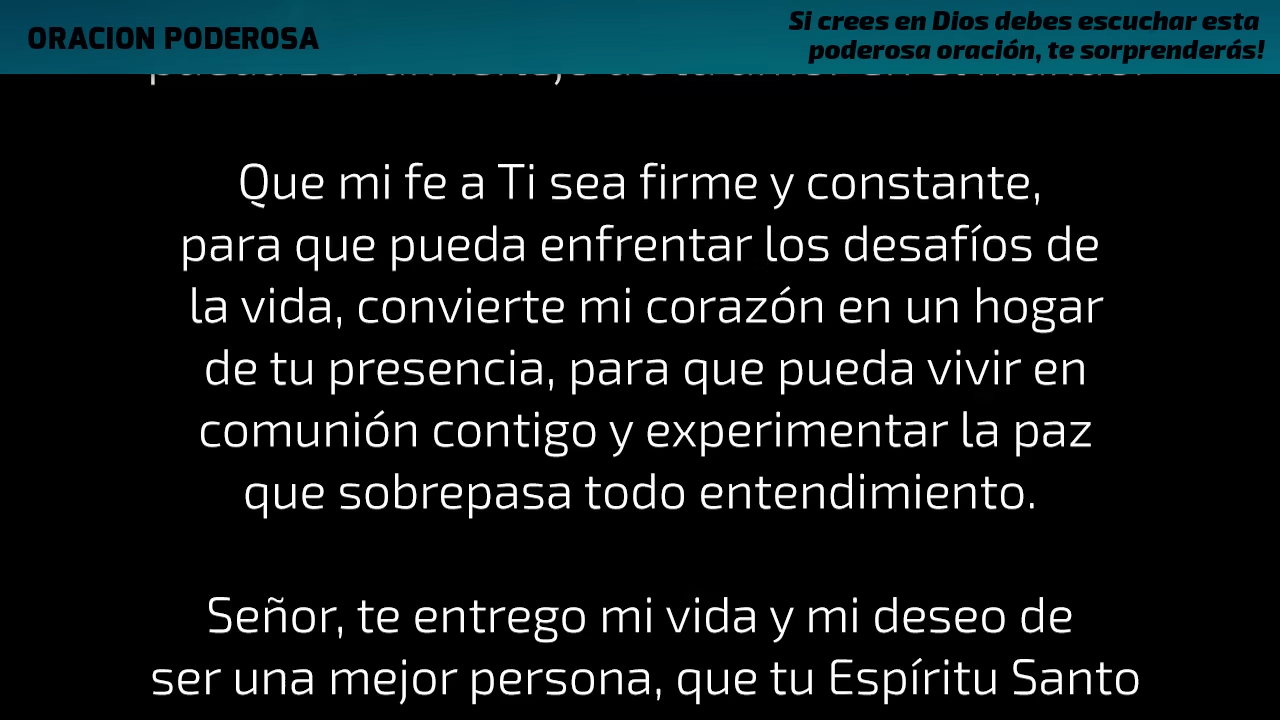 ORACION PODEROSA
Si crees en Dios debes escuchar esta
poderosa oración, te sorprenderás!
Que mi fe a Ti sea firme y constante,
para que pueda enfrentar los desafíos de
la vida, convierte mi corazón en un hogar
de tu presencia, para que pueda vivir en
comunión contigo y experimentar la paz
que sobrepasa todo entendimiento.
Señor, te entrego mi vida y mi deseo de
ser una mejor persona, que tu Espíritu Santo